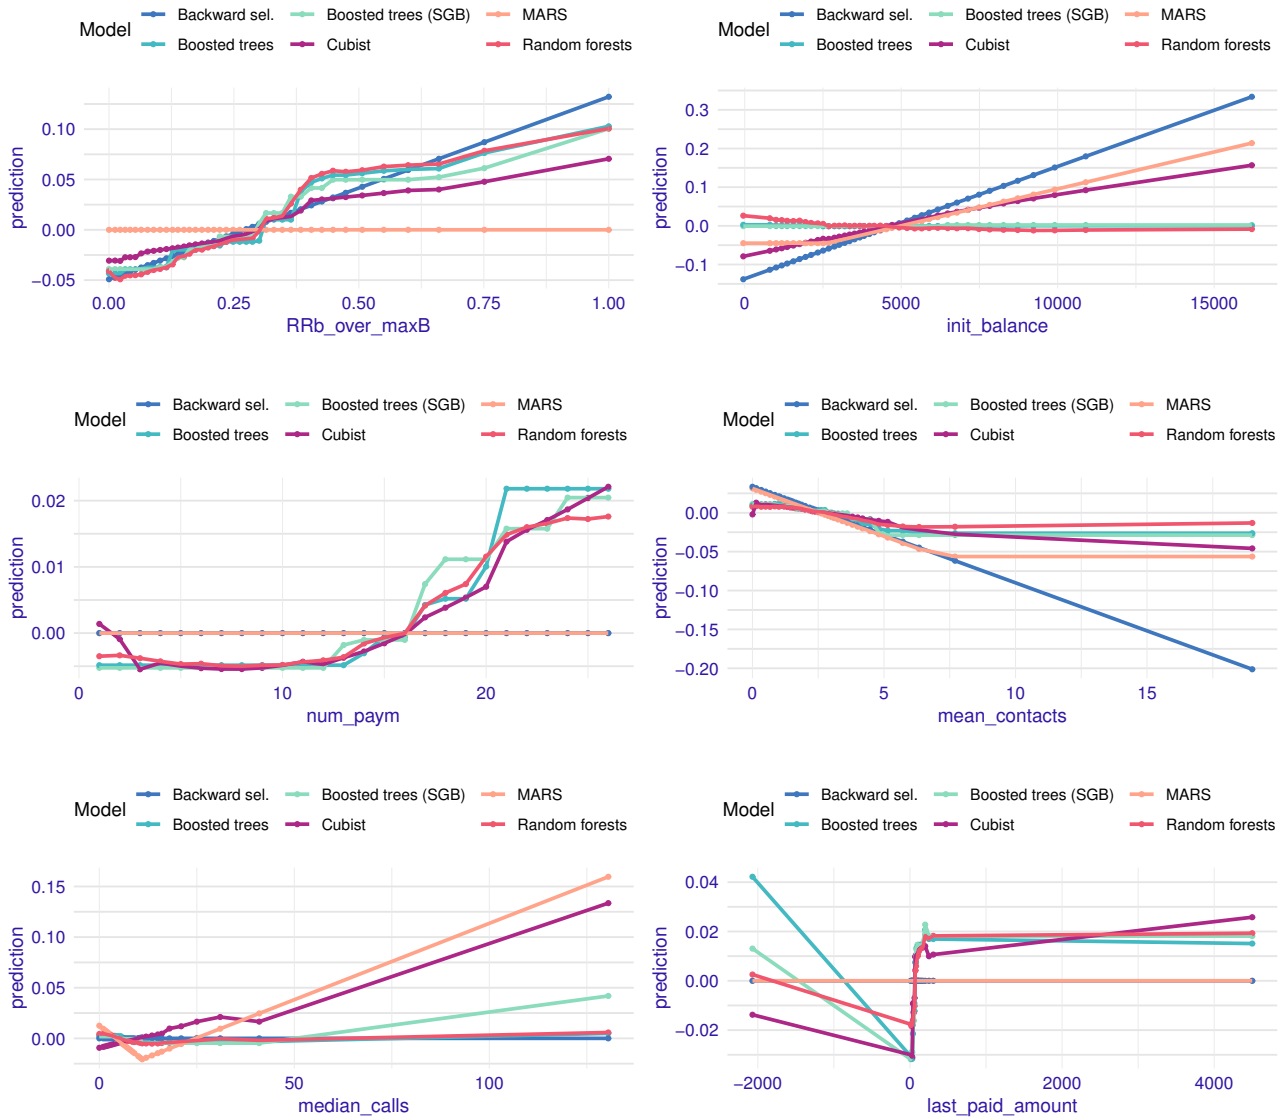 Model Backward sel. Boosted trees (SGB) MARS
Boosted trees Cubist Random forests
prediction
0.10
0.05
0.00
−0.05
0.00 0.25 0.50 0.75 1.00
RRb_over_maxB
Model Backward sel. Boosted trees (SGB) MARS
Boosted trees Cubist Random forests
prediction
0.3
0.2
0.1
0.0
−0.1
0 5000 10000 15000
init_balance
Model Backward sel. Boosted trees (SGB) MARS
Boosted trees Cubist Random forests
prediction
0.02
0.01
0.00
0 10 20
num_paym
Model Backward sel. Boosted trees (SGB) MARS
Boosted trees Cubist Random forests
prediction
0.00
−0.05
−0.10
−0.15
−0.20
0 5 10 15
mean_contacts
Model Backward sel. Boosted trees (SGB) MARS
Boosted trees Cubist Random forests
prediction
0.15
0.10
0.05
0.00
0 50 100
median_calls
Model Backward sel. Boosted trees (SGB) MARS
Boosted trees Cubist Random forests
prediction
0.04
0.02
0.00
−0.02
−2000 0 2000 4000
last_paid_amount